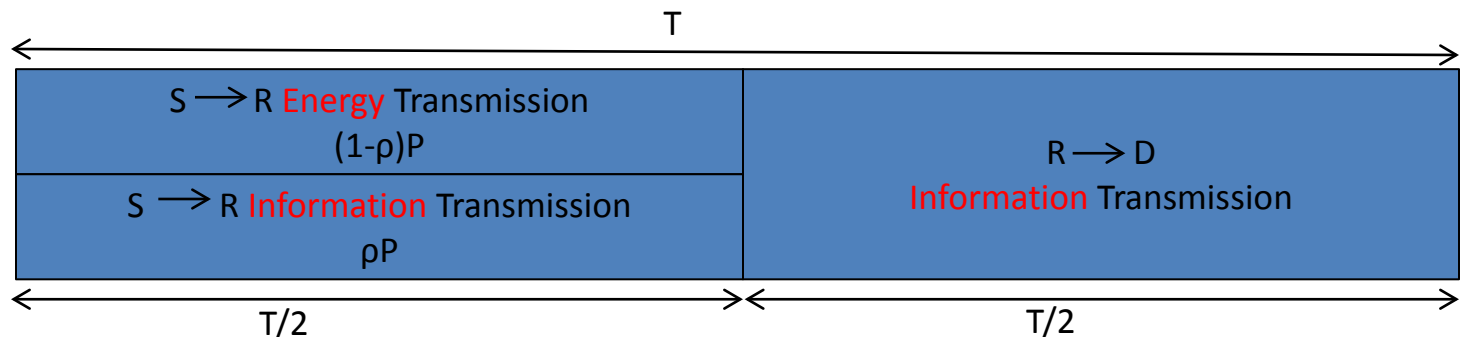 T
S → R Energy Transmission
(1-ρ)P
S → R Information Transmission
ρP
R → D
Information Transmission
T/2
T/2